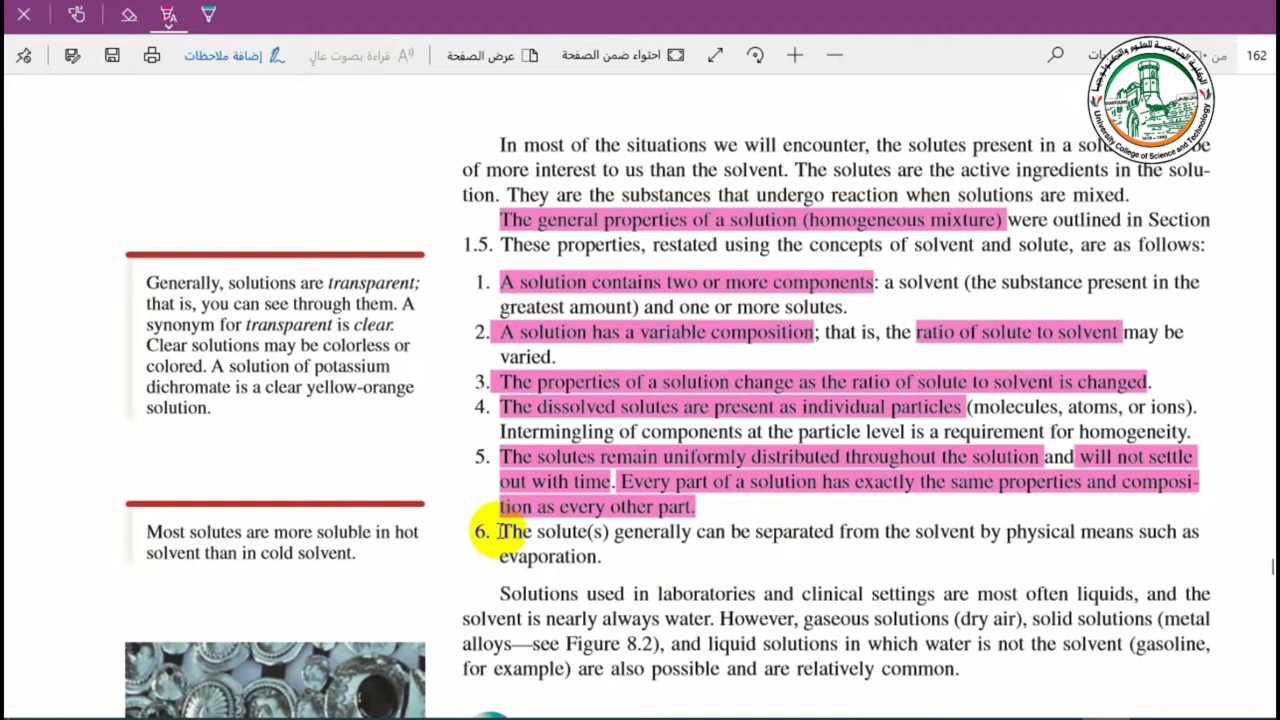 إضافة ملاحظات
قراءة بصوت عالٍ
عرض الصفحة
احتواء ضمن الصفحة
من
162
University College of Science and Technology
In most of the situations we will encounter, the solutes present in a
of more interest to us than the solvent. The solutes are the active ingredients in the solu-
tion. They are the substances that undergo reaction when solutions are mixed.
The general properties of a solution (homogeneous mixture) were outlined in Section
1.5. These properties, restated using the concepts of solvent and solute, are as follows:
1. A solution contains two or more components: a solvent (the substance present in the
greatest amount) and one or more solutes.
2. A solution has a variable composition; that is, the ratio of solute to solvent may be
varied.
3. The properties of a solution change as the ratio of solute to solvent is changed.
4. The dissolved solutes are present as individual particles (molecules, atoms, or ions).
Intermingling of components at the particle level is a requirement for homogeneity.
5. The solutes remain uniformly distributed throughout the solution and will not settle
out with time. Every part of a solution has exactly the same properties and composi-
tion as every other part.
6. The solute(s) generally can be separated from the solvent by physical means such as
evaporation.
Solutions used in laboratories and clinical settings are most often liquids, and the
solvent is nearly always water. However, gaseous solutions (dry air), solid solutions (metal
alloys—see Figure 8.2), and liquid solutions in which water is not the solvent (gasoline,
for example) are also possible and are relatively common.
Generally, solutions are transparent;
that is, you can see through them. A
synonym for transparent is clear.
Clear solutions may be colorless or
colored. A solution of potassium
dichromate is a clear yellow-orange
solution.
Most solutes are more soluble in hot
solvent than in cold solvent.